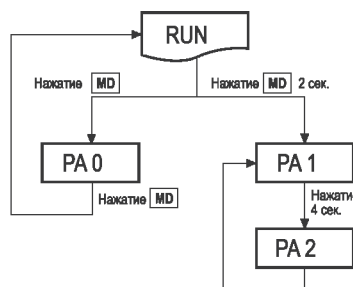 RUN
Нажатие MD
Нажатие MD 2 сек.
PA 0
PA 1
Нажатие MD
4 сек.
PA 2